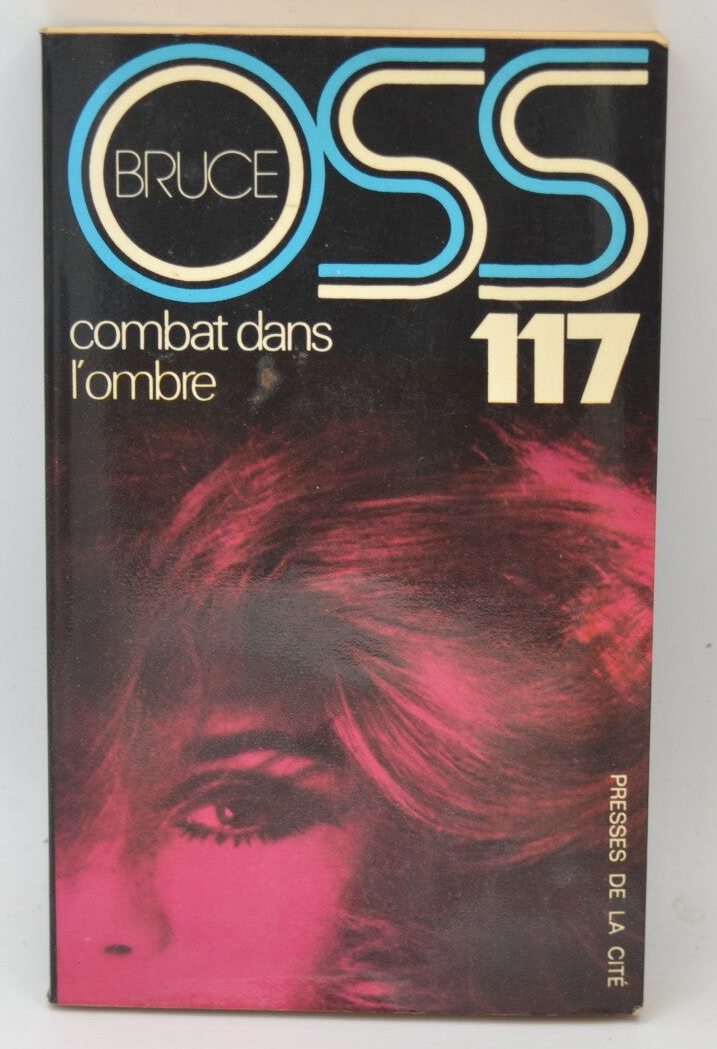 OSS
BRUCE
combat dans
l'ombre
117
PRESSES DE LA CITÉ